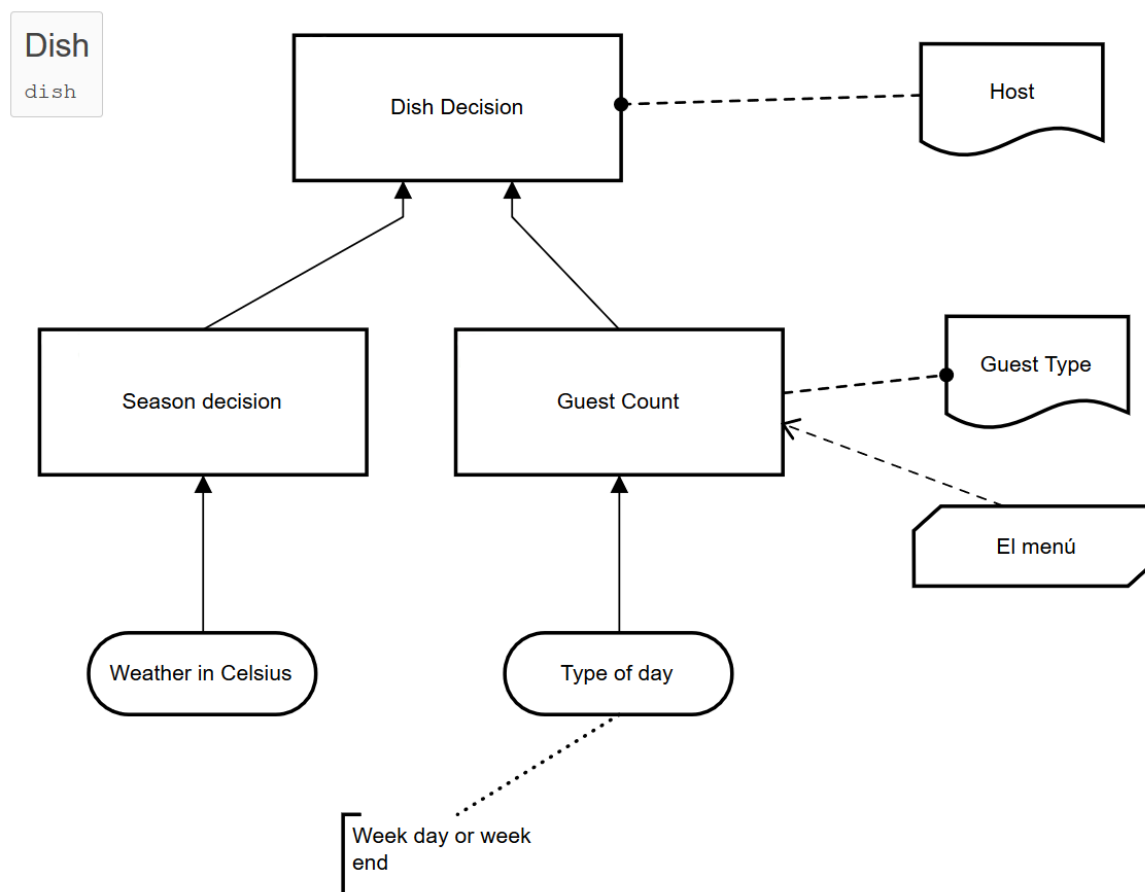 Dish
dish
Dish Decision
Host
Season decision
Guest Count
Guest Type
El menú
Weather in Celsius
Type of day
Week day or week
end